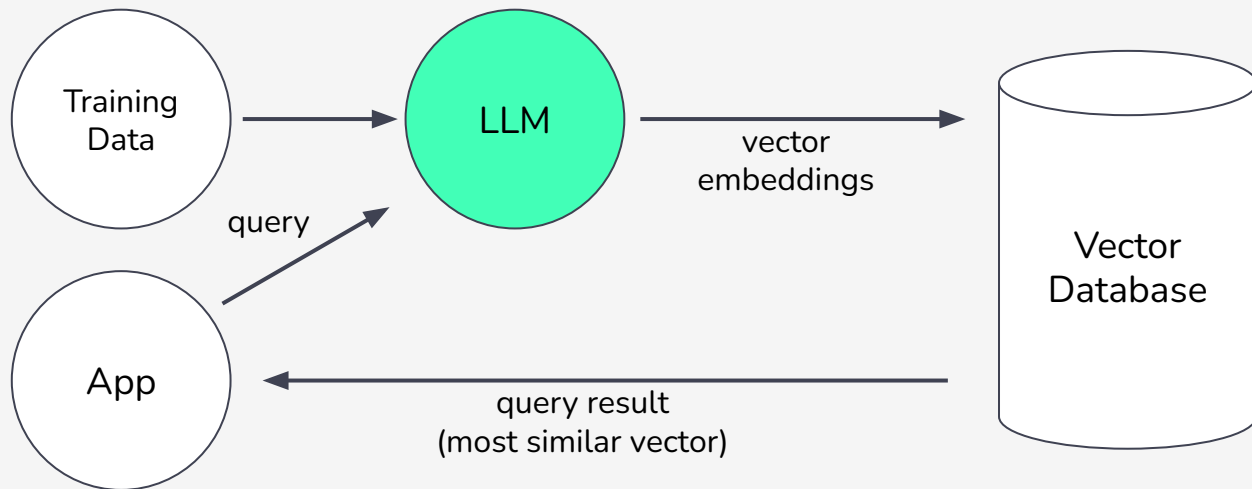 Training
Data
LLM
vector
embeddings
query
Vector
Database
App
query result
(most similar vector)